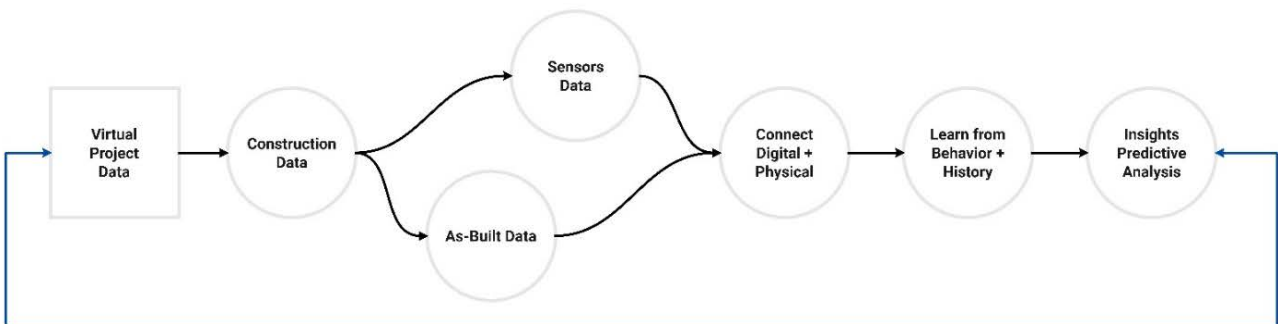 Virtual
Project
Data
Construction
Data
Sensors
Data
As-Built Data
Connect
Digital +
Physical
Learn from
Behavior +
History
Insights
Predictive
Analysis